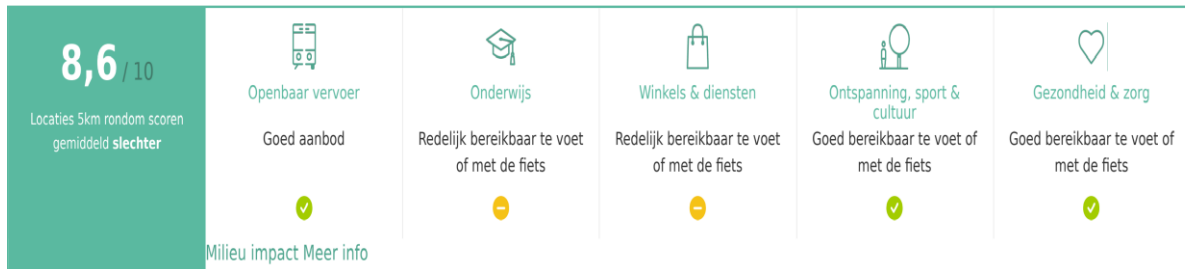 8,6 / 10
Locaties 5km rondom scoren
gemiddeld slechter
Openbaar vervoer
Goed aanbod
Onderwijs
Redelijk bereikbaar te voet
of met de fiets
Winkels & diensten
Redelijk bereikbaar te voet
of met de fiets
Ontspanning, sport &
cultuur
Goed bereikbaar te voet of
met de fiets
Gezondheid & zorg
Goed bereikbaar te voet of
met de fiets
Milieu impact Meer info